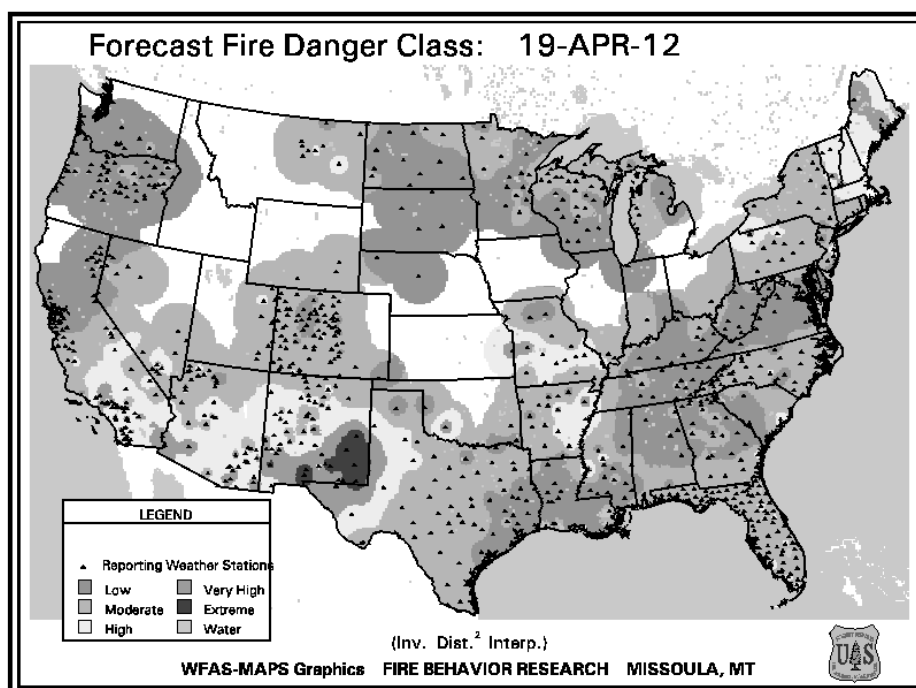 Forecast Fire Danger Class: 19-APR-12
LEGEND
Reporting Weather Stations
Low
Very High
Moderate
Extreme
High
Water
(Inv. Dist.² Interp.)
WFAS-MAPS Graphics FIRE BEHAVIOR RESEARCH MISSOULA, MT
U S